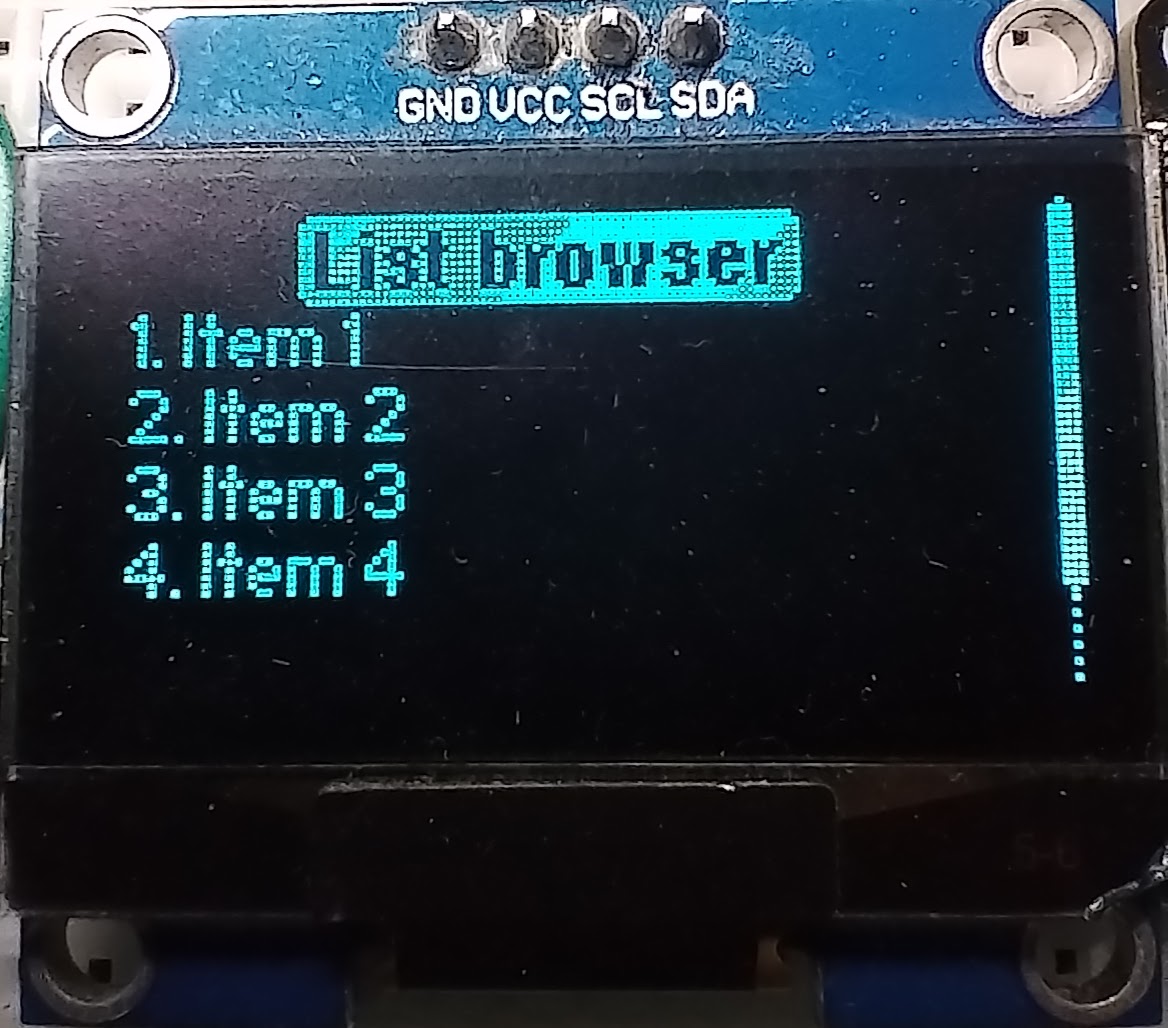 GND VCC SCL SDA
List browser
1. Item 1
2. Item 2
3. Item 3
4. Item 4